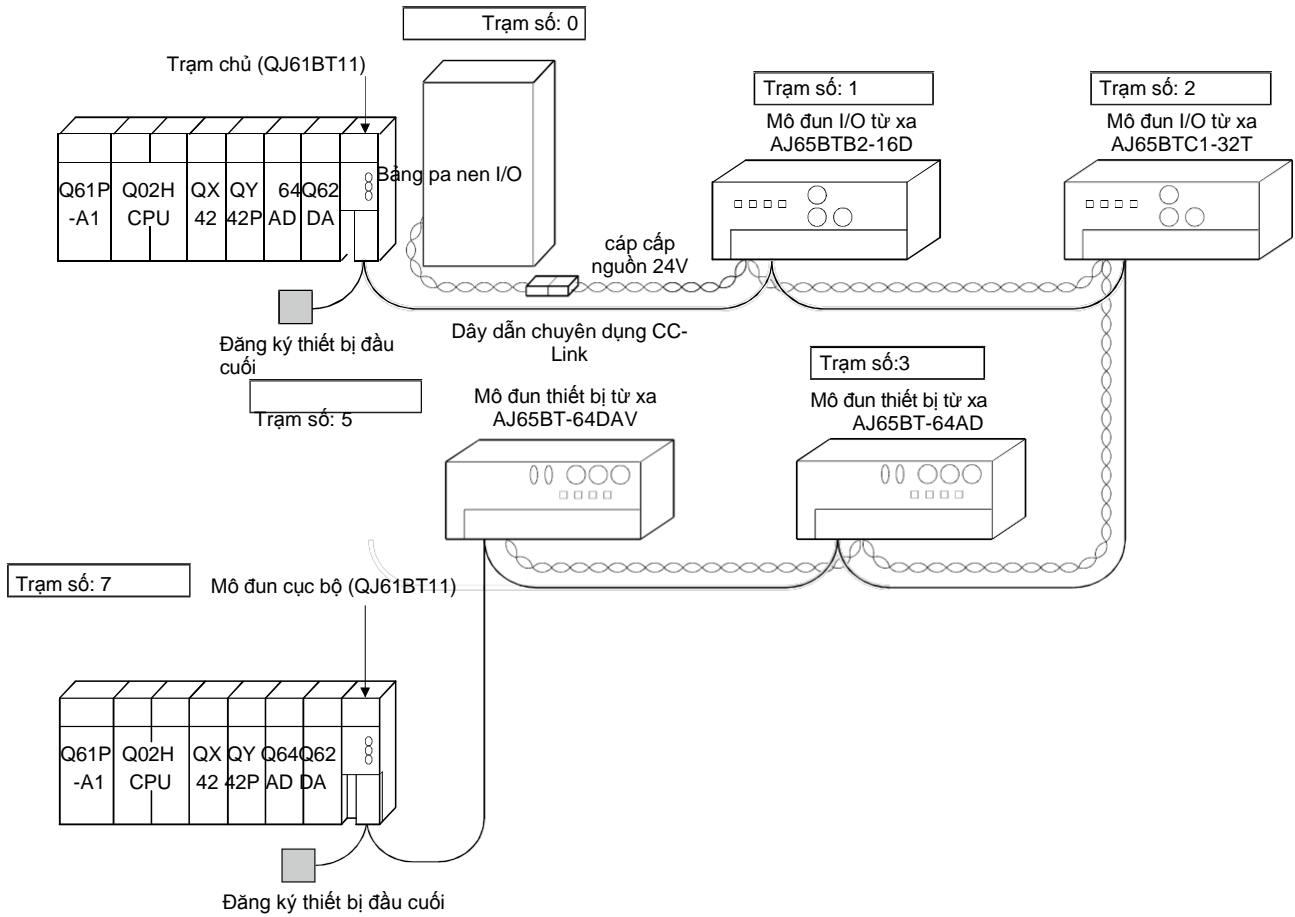 Trạm số: 0
Trạm chủ (QJ61BT11)
Trạm số: 1
Trạm số: 2
Mô đun I/O từ xa
AJ65BTB2-16D
Mô đun I/O từ xa
AJ65BTC1-32T
Bảng pa nen I/O
Q61P
-A1
Q02H
CPU
QX
42
QY
42P
64
AD
Q62
DA
cáp cấp
nguồn 24V
Dây dẫn chuyên dụng CC-
Link
Đăng ký thiết bị đầu
cuối
Trạm số: 5
Trạm số:3
Mô đun thiết bị từ xa
AJ65BT-64DAV
Mô đun thiết bị từ xa
AJ65BT-64AD
Trạm số: 7
Mô đun cục bộ (QJ61BT11)
Q61P
-A1
Q02H
CPU
QX
42
QY
42P
Q64
AD
Q62
DA
Đăng ký thiết bị đầu cuối